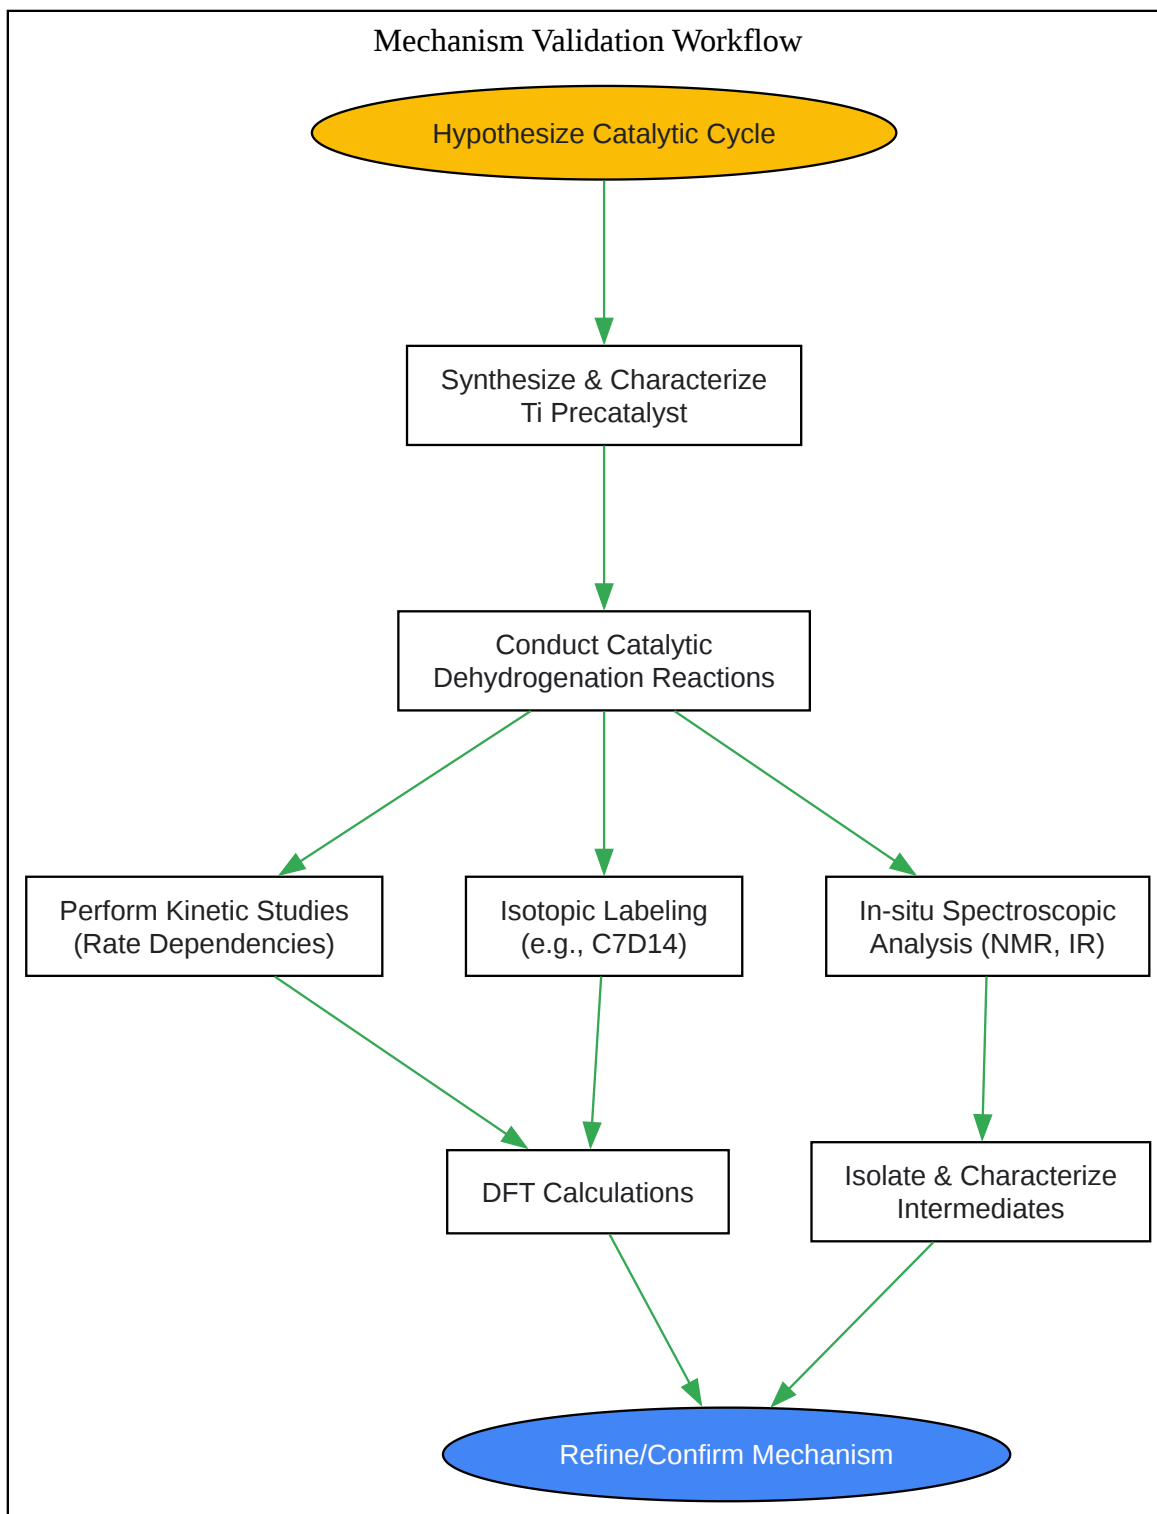 Mechanism Validation Workflow
Hypothesize Catalytic Cycle
Synthesize & Characterize
Ti Precatalyst
Conduct Catalytic
Dehydrogenation Reactions
Perform Kinetic Studies
(Rate Dependencies)
Isotopic Labeling
(e.g., C7D14)
In-situ Spectroscopic
Analysis (NMR, IR)
DFT Calculations
Isolate & Characterize
Intermediates
Refine/Confirm Mechanism